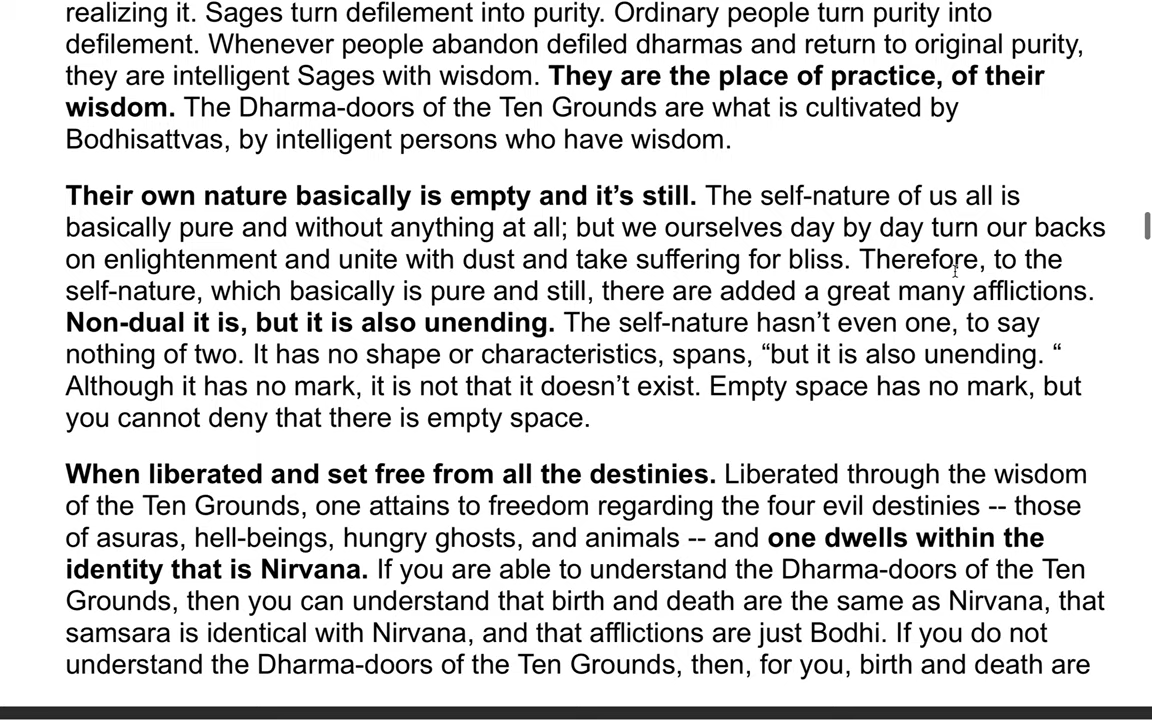 realizing it. Sages turn defilement into purity. Ordinary people turn purity into
defilement. Whenever people abandon defiled dharmas and return to original purity,
they are intelligent Sages with wisdom. They are the place of practice, of their
wisdom. The Dharma-doors of the Ten Grounds are what is cultivated by
Bodhisattvas, by intelligent persons who have wisdom.
Their own nature basically is empty and it’s still. The self-nature of us all is
basically pure and without anything at all; but we ourselves day by day turn our backs
on enlightenment and unite with dust and take suffering for bliss. Therefore, to the
self-nature, which basically is pure and still, there are added a great many afflictions.
Non-dual it is, but it is also unending. The self-nature hasn’t even one, to say
nothing of two. It has no shape or characteristics, spans, “but it is also unending. “
Although it has no mark, it is not that it doesn’t exist. Empty space has no mark, but
you cannot deny that there is empty space.
When liberated and set free from all the destinies. Liberated through the wisdom
of the Ten Grounds, one attains to freedom regarding the four evil destinies -- those
of asuras, hell-beings, hungry ghosts, and animals -- and one dwells within the
identity that is Nirvana. If you are able to understand the Dharma-doors of the Ten
Grounds, then you can understand that birth and death are the same as Nirvana, that
samsara is identical with Nirvana, and that afflictions are just Bodhi. If you do not
understand the Dharma-doors of the Ten Grounds, then, for you, birth and death are